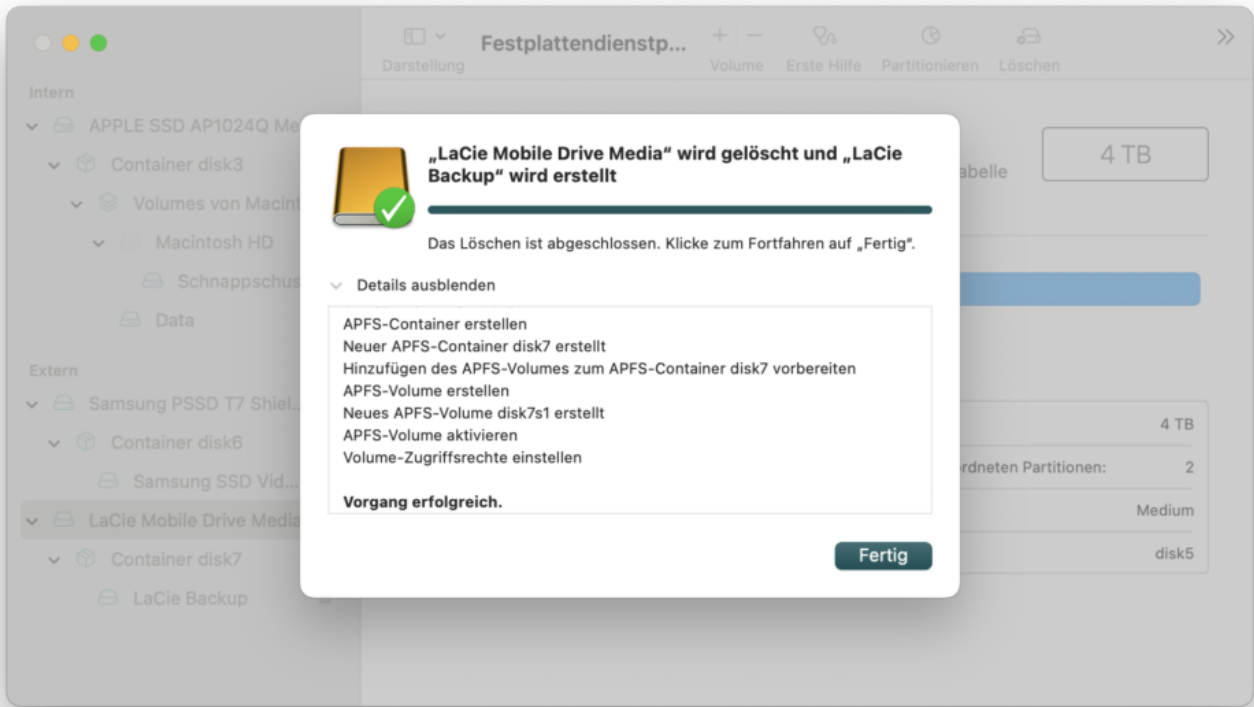 Festplattendienstp...
Darstellung
Volume
Erste Hilfe
Partitionieren
Löschen
Intern
APPLE SSD AP1024Q Me
Container disk3
Volumes von Macint
Macintosh HD
Schnappschus
Data
Extern
Samsung PSSD T7 Shiel...
Container disk6
Samsung SSD Vid...
LaCie Mobile Drive Media
Container disk7
LaCie Backup
„LaCie Mobile Drive Media“ wird gelöscht und „LaCie
Backup“ wird erstellt
Das Löschen ist abgeschlossen. Klicke zum Fortfahren auf „Fertig“.
Details ausblenden
APFS-Container erstellen
Neuer APFS-Container disk7 erstellt
Hinzufügen des APFS-Volumes zum APFS-Container disk7 vorbereiten
APFS-Volume erstellen
Neues APFS-Volume disk7s1 erstellt
APFS-Volume aktivieren
Volume-Zugriffsrechte einstellen
Vorgang erfolgreich.
Fertig
abelle
4 TB
4 TB
rdneten Partitionen: 2
Medium
disk5